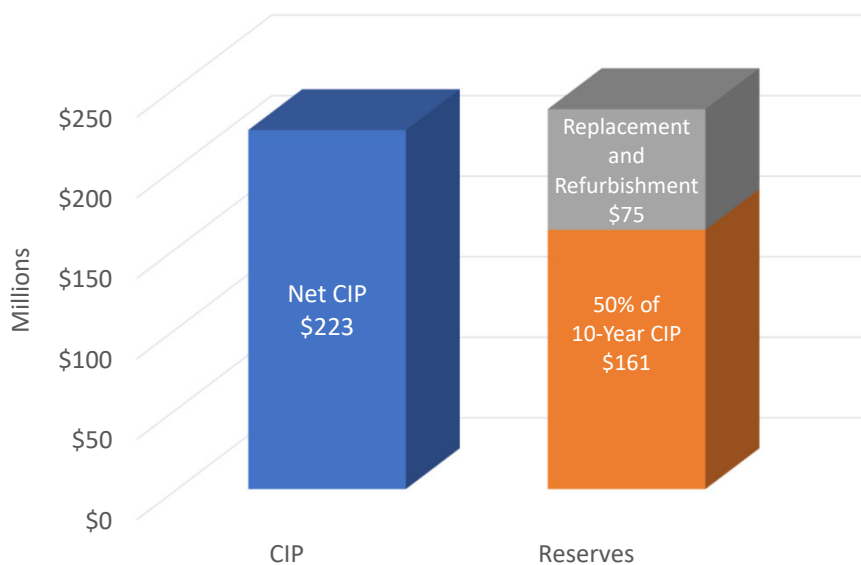 Millions
$250
$200
$150
$100
$50
$0
Net CIP
$223
Replacement
and
Refurbishment
$75
50% of
10-Year CIP
$161
CIP
Reserves